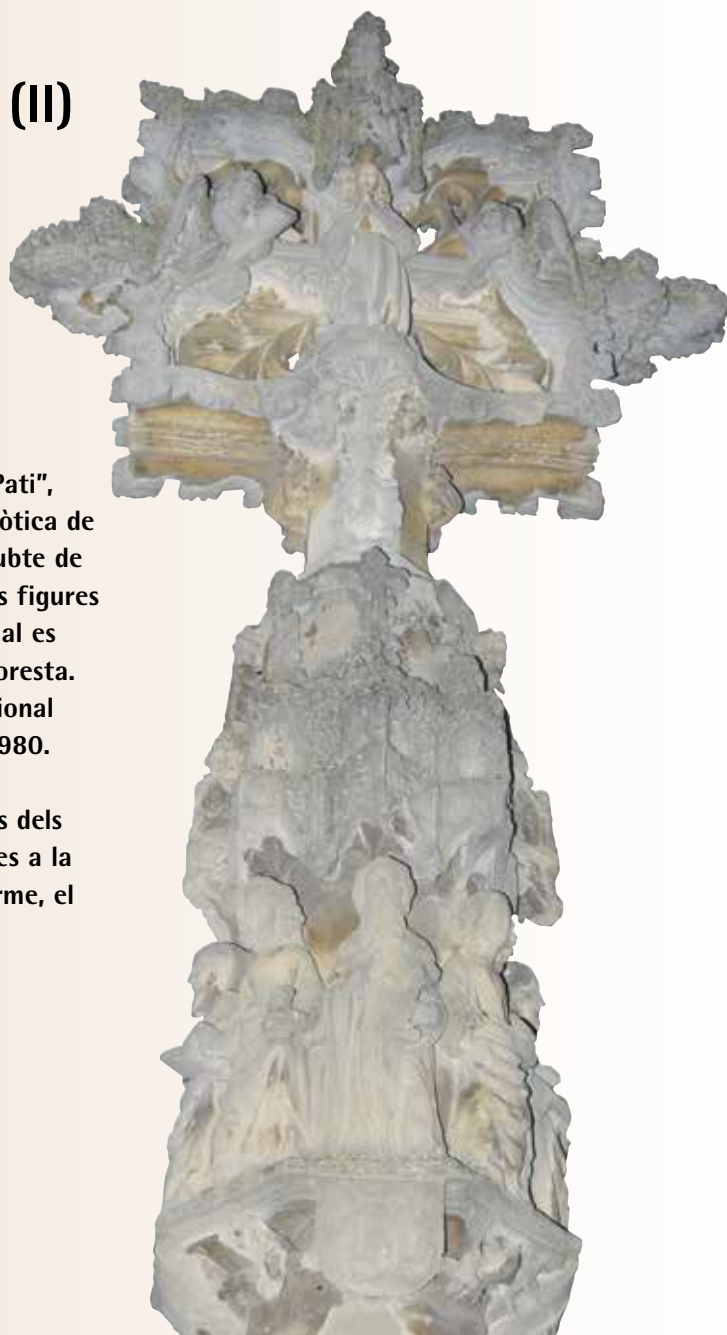 (II)
Pati",
òtica de
ubte de
s figures
al es
oresta.
ional
980.
s dels
es a la
rme, el